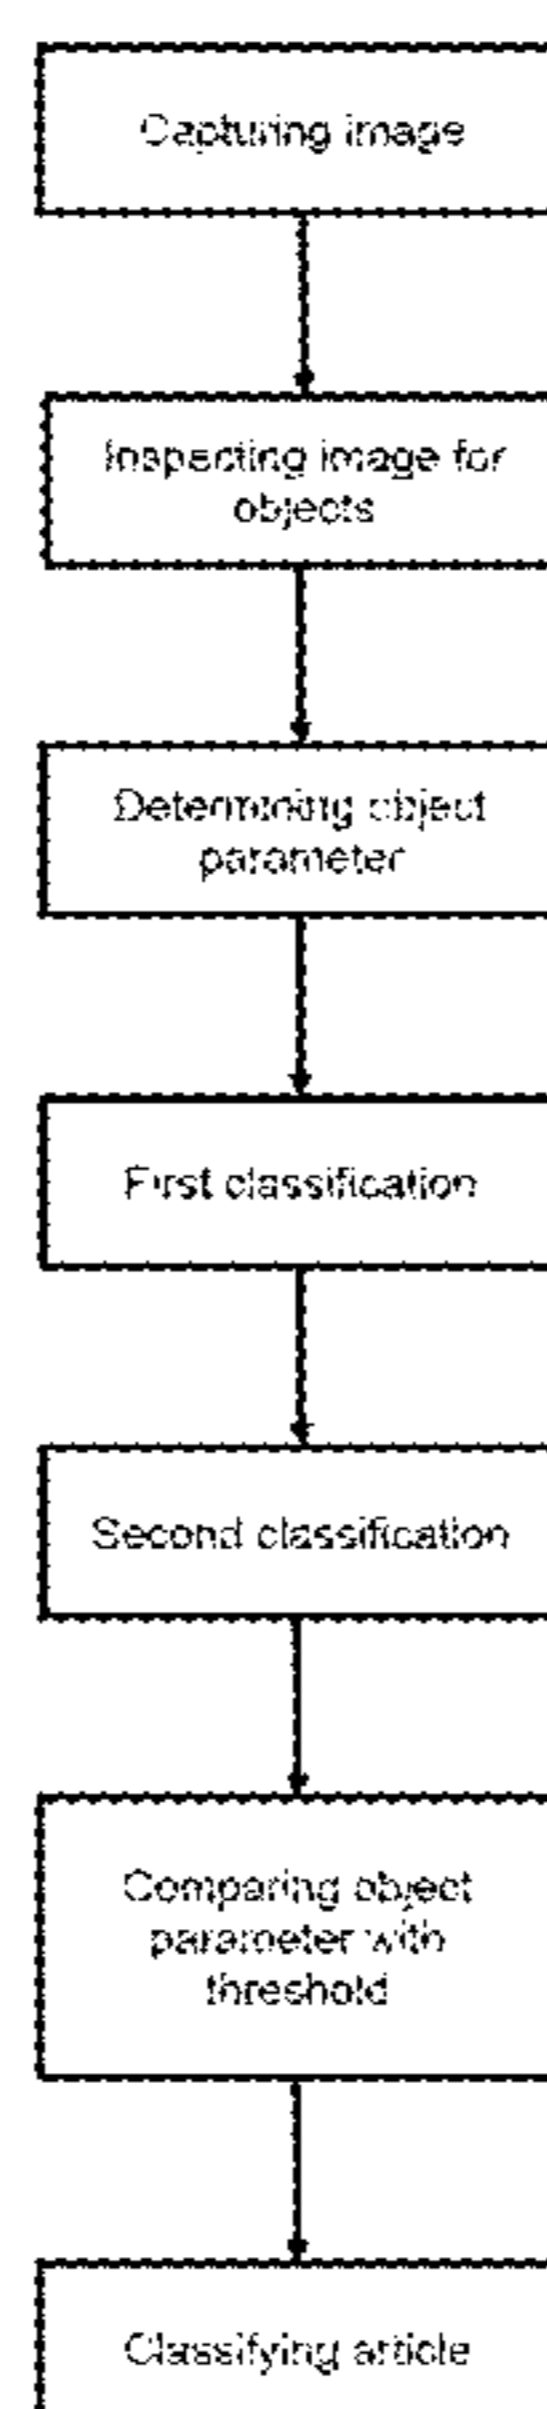 Capturing image
Inspecting image for
objects
Determining object
parameter
First classification
Second classification
Comparing object
parameter with
threshold
Classifying article